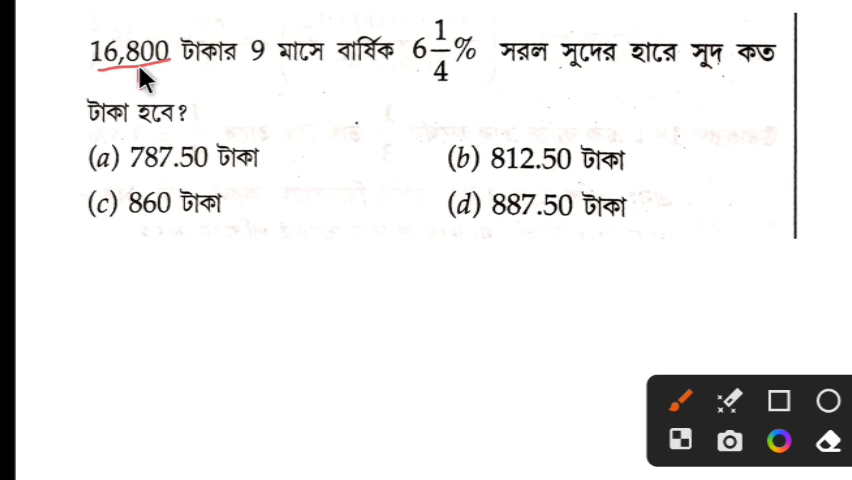 16,800 টাকার 9 মাসে বার্ষিক 6 1/4 % সরল সুদের হারে সুদ কত
টাকা হবে?
(a) 787.50 টাকা (b) 812.50 টাকা
(c) 860 টাকা (d) 887.50 টাকা